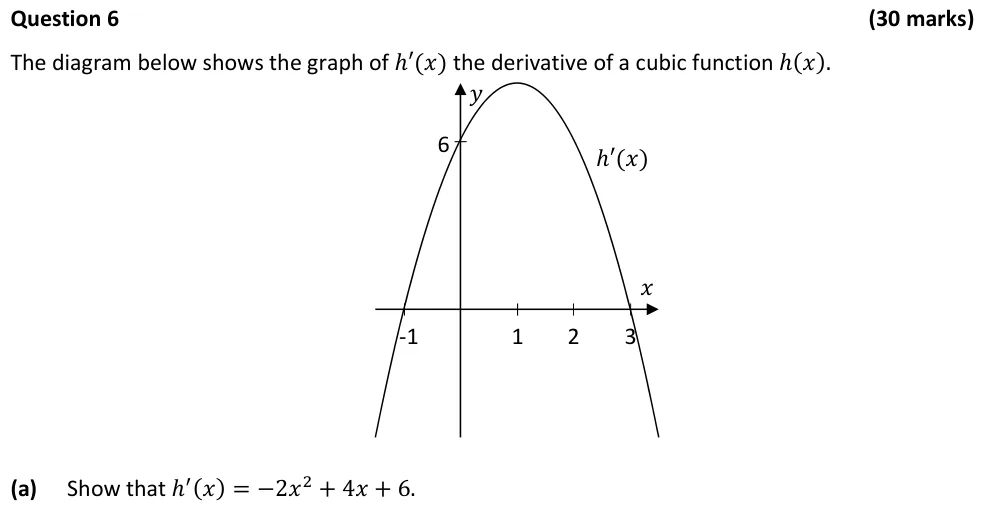 Question 6 (30 marks)
The diagram below shows the graph of h′(x) the derivative of a cubic function h(x).
y
6
h′(x)
x
-1 1 2 3
(a) Show that h′(x) = −2x² + 4x + 6.